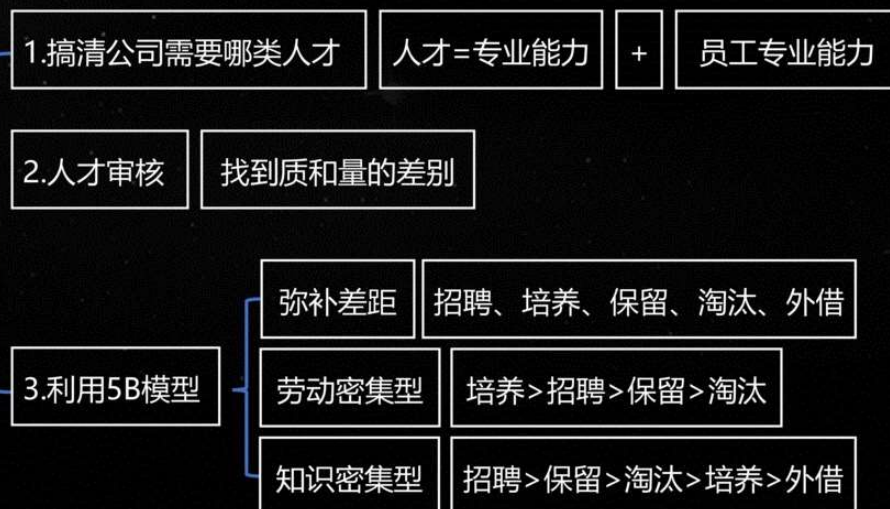 1.搞清公司需要哪类人才 人才=专业能力 + 员工专业能力
2.人才审核 找到质和量的差别
弥补差距 招聘、培养、保留、淘汰、外借
3.利用5B模型 劳动密集型 培养>招聘>保留>淘汰
知识密集型 招聘>保留>淘汰>培养>外借